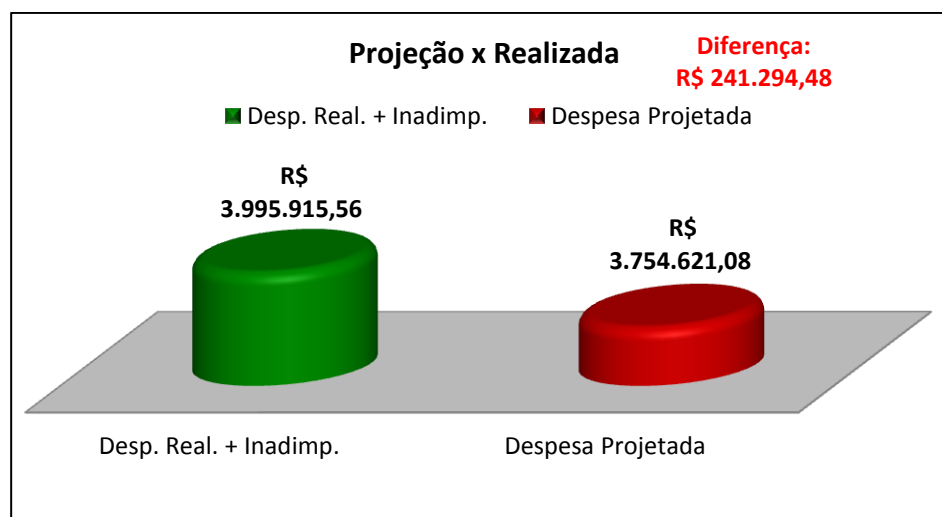 Projeção x Realizada
Diferença:
R$ 241.294,48
Desp. Real. + Inadimp.
Despesa Projetada
R$
3.995.915,56
R$
3.754.621,08
Desp. Real. + Inadimp.
Despesa Projetada